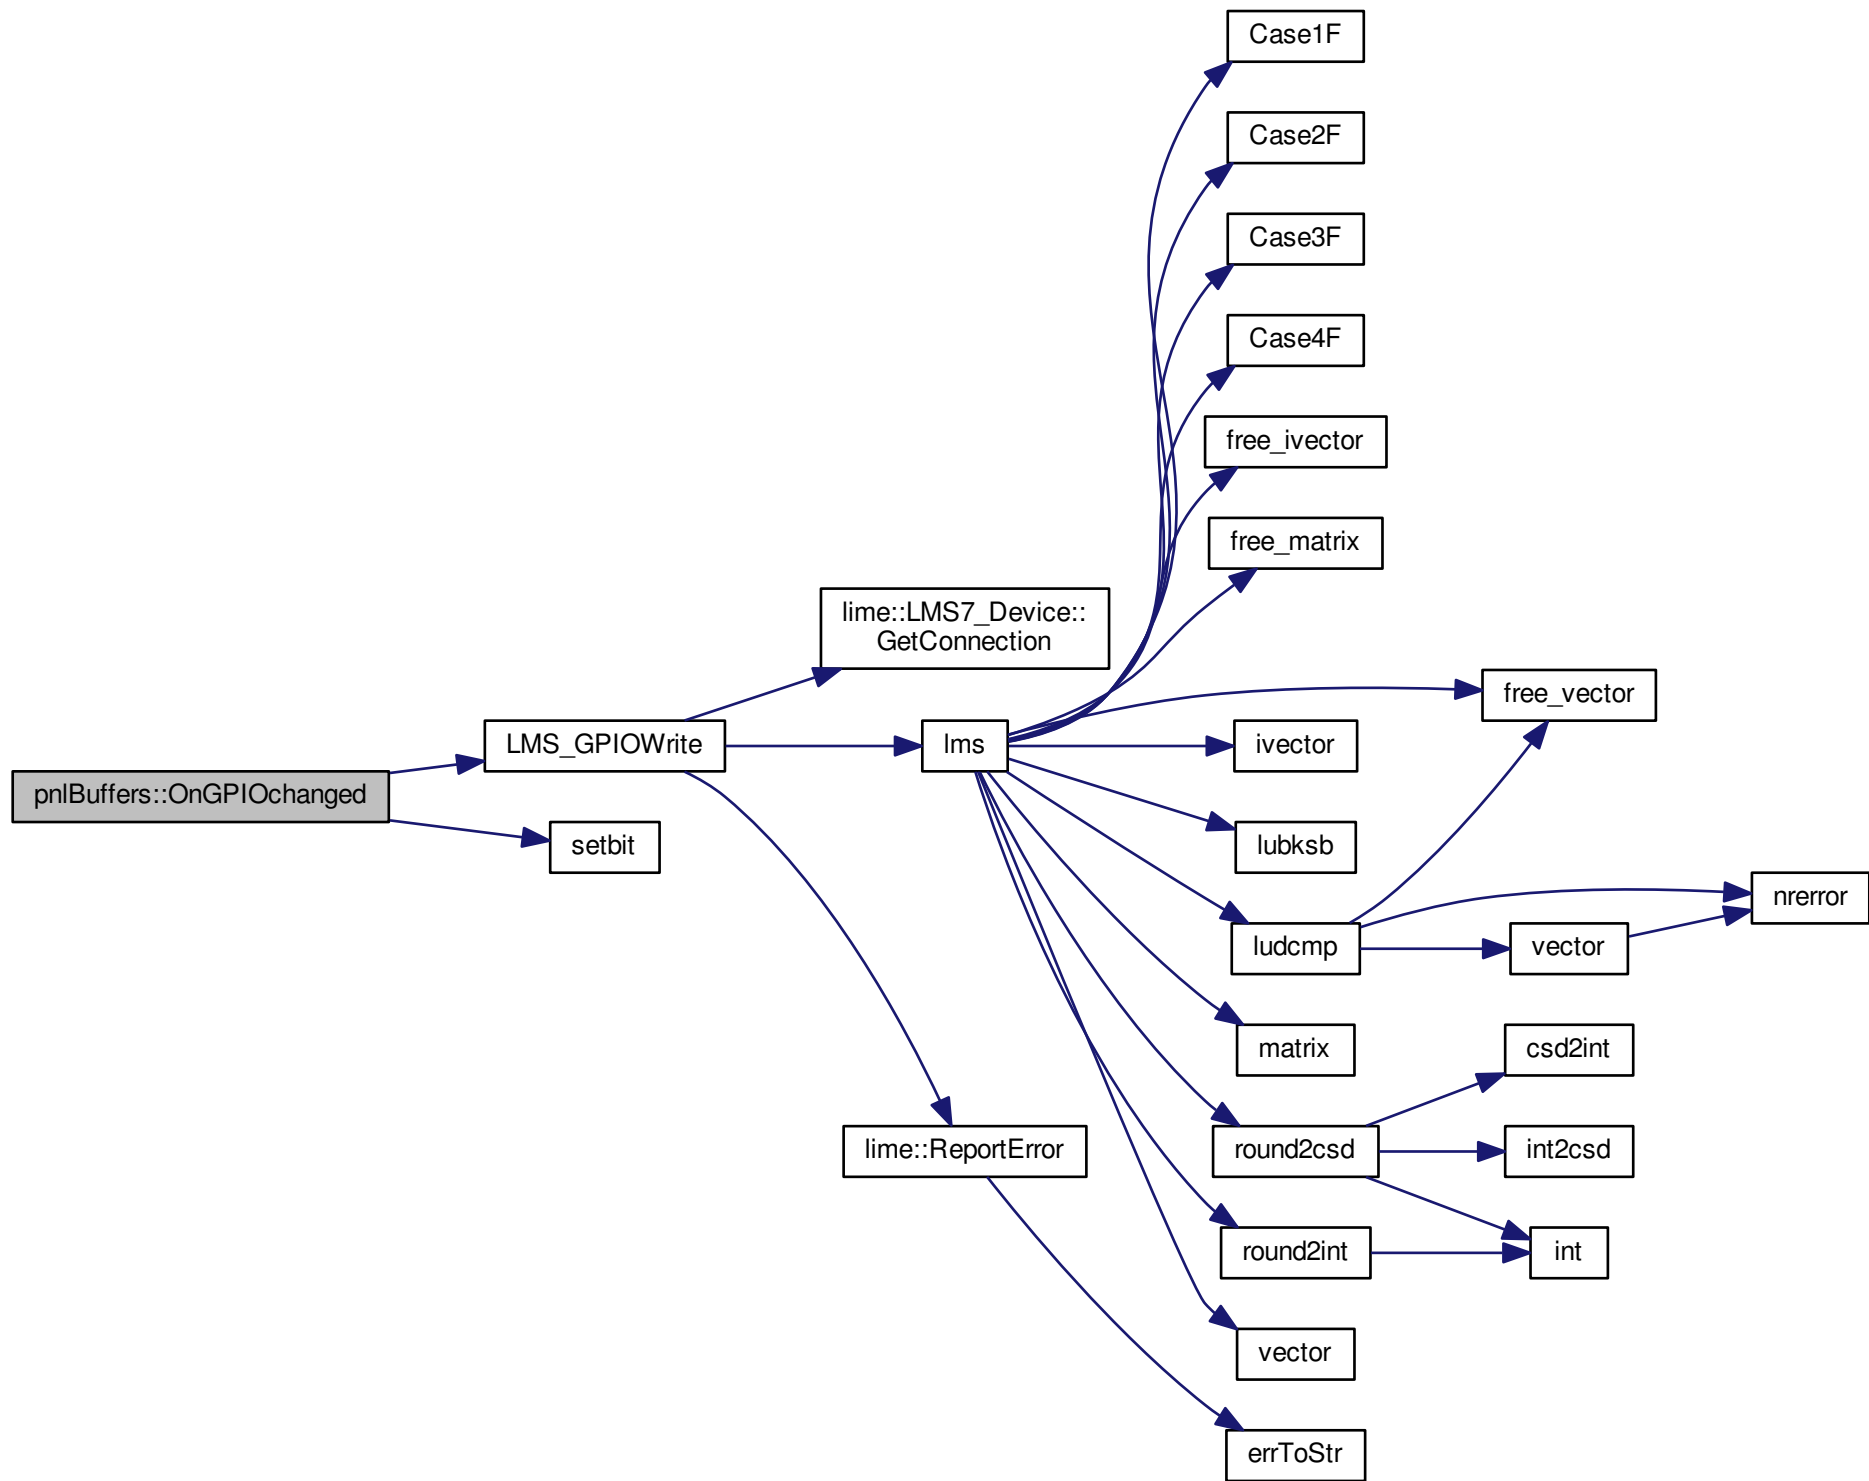 Case1F
Case2F
Case3F
Case4F
free_ivector
free_matrix
lime::LMS7_Device::
GetConnection
free_vector
LMS_GPIOWrite
lms
ivector
pnlBuffers::OnGPIOchanged
setbit
lubksb
nrerror
ludcmp
vector
matrix
csd2int
lime::ReportError
round2csd
int2csd
round2int
int
vector
errToStr